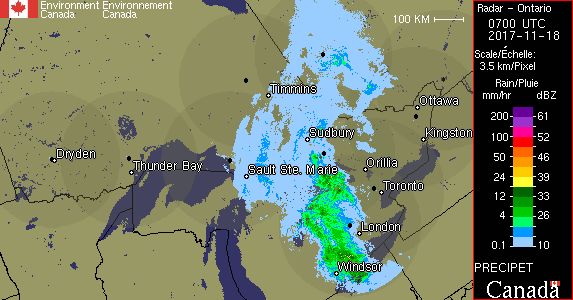 Environment Environnement
Canada Canada
100 KM
Timmins
Ottawa
Sudbury
Kingston
Dryden
Thunder Bay
Sault Ste. Marie
Orillia
Toronto
London
Windsor
Radar - Ontario
0700 UTC
2017-11-18
Scale/Échelle:
3.5 km/Pixel
Rain/Pluie
mm/hr dBZ
200 61
100 52
50 46
24 39
12 33
4 26
0.1 10
PRECIPET
Canada